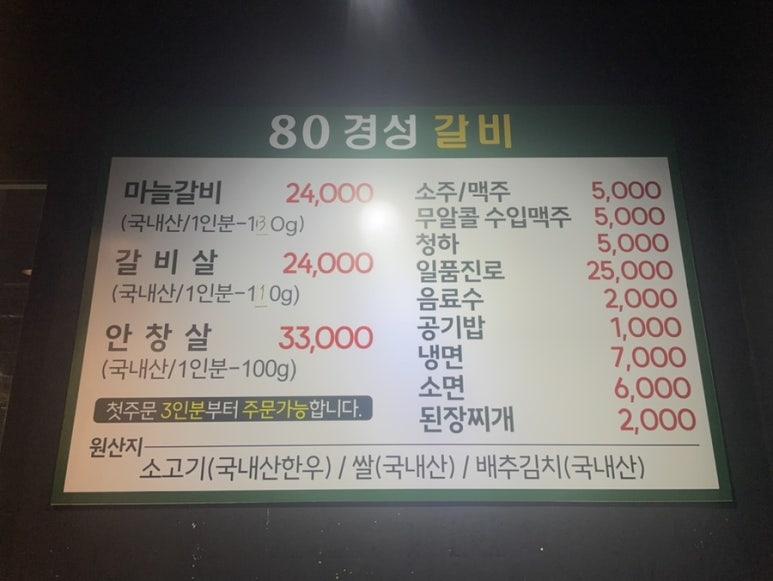 80 경성 갈비
마늘갈비 24,000
(국내산/1인분-130g)
갈비살 24,000
(국내산/1인분-110g)
안창살 33,000
(국내산/1인분-100g)
첫주문 3인분부터 주문가능합니다.
소주/맥주 5,000
무알콜 수입맥주 5,000
청하 5,000
일품진로 25,000
음료수 2,000
공기밥 1,000
냉면 7,000
소면 6,000
된장찌개 2,000
원산지
소고기(국내산한우) / 쌀(국내산) / 배추김치(국내산)